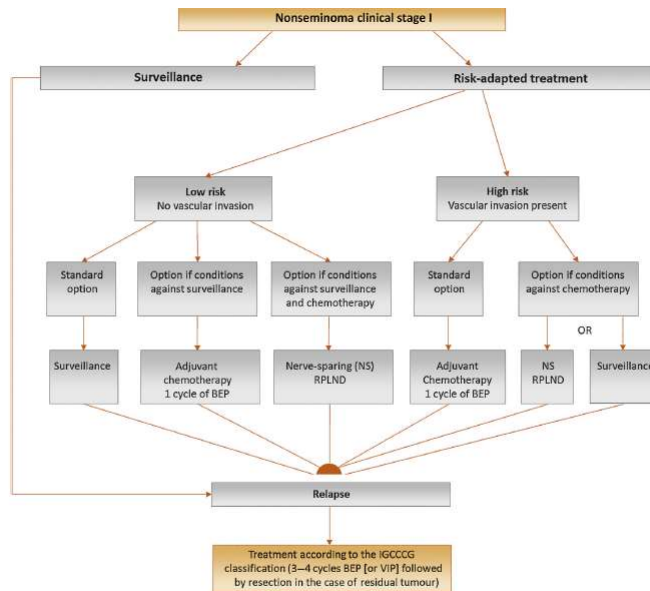 Nonseminoma clinical stage I
Surveillance
Risk-adapted treatment
Low risk
No vascular invasion
High risk
Vascular invasion present
Standard
option
Option if conditions
against surveillance
Option if conditions
against surveillance
and chemotherapy
Standard
option
Option if conditions
against chemotherapy
OR
Surveillance
Adjuvant
chemotherapy
1 cycle of BEP
Nerve-sparing (NS)
RPLND
Adjuvant
Chemotherapy
1 cycle of BEP
NS
RPLND
Surveillance
Relapse
Treatment according to the IGCCCG
classification (3–4 cycles BEP [or VIP] followed
by resection in the case of residual tumour)